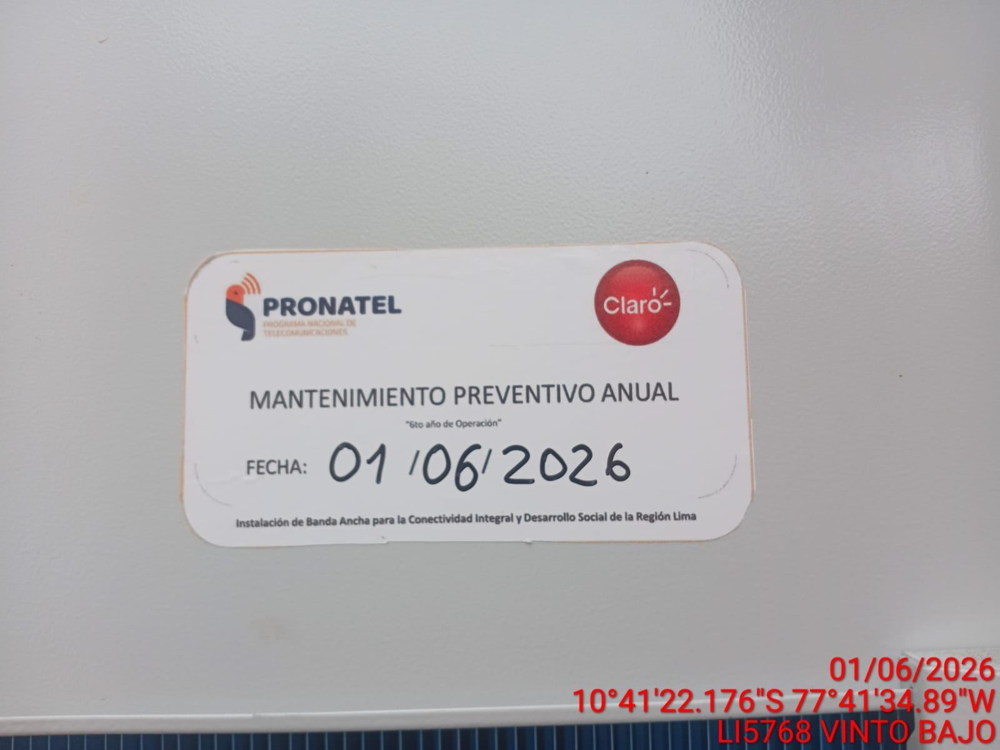 PRONATEL
PROGRAMA NACIONAL DE
TELECOMUNICACIONES
Claro
MANTENIMIENTO PREVENTIVO ANUAL
"6to año de Operación"
FECHA: 01/06/2026
Instalación de Banda Ancha para la Conectividad Integral y Desarrollo Social de la Región Lima
01/06/2026
10°41'22.176"S 77°41'34.89"W
LI5768 VINTO BAJO